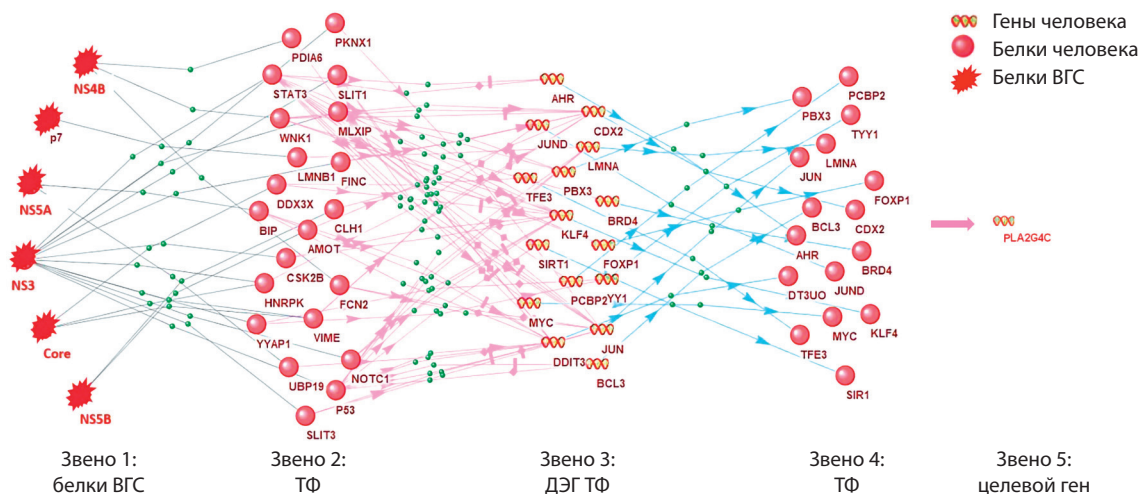 Гены человека
Белки человека
Белки ВГС
NS4B
p7
NS5A
NS3
Core
NS5B
PKNX1
PDIA6
STAT3
SLIT1
WNK1
MLXIP
LMNB1
FINC
DDX3X
BIP
CLH1
AMOT
CSK2B
HNRPK
FCN2
YYAP1
VIME
UBP19
NOTC1
P53
SLIT3
AHR
CDX2
JUND
LMNA
TFE3
PBX3
BRD4
KLF4
SIRT1
FOXP1
PCBP2
YY1
MYC
DDIT3
JUN
BCL3
PCBP2
PBX3
TYY1
JUN
LMNA
FOXP1
BCL3
CDX2
AHR
BRD4
DT3UO
JUND
MYC
KLF4
TFE3
SIR1
PLA2G4C
Звено 1:
белки ВГС
Звено 2:
ТФ
Звено 3:
ДЭГ ТФ
Звено 4:
ТФ
Звено 5:
целевой ген